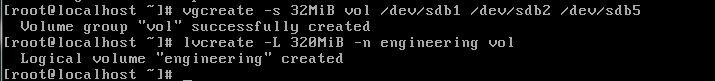 [root@localhost ~]# vgcreate -s 32MiB vol /dev/sdb1 /dev/sdb2 /dev/sdb5
  Volume group "vol" successfully created
[root@localhost ~]# lvcreate -L 320MiB -n engineering vol
  Logical volume "engineering" created
[root@localhost ~]# _